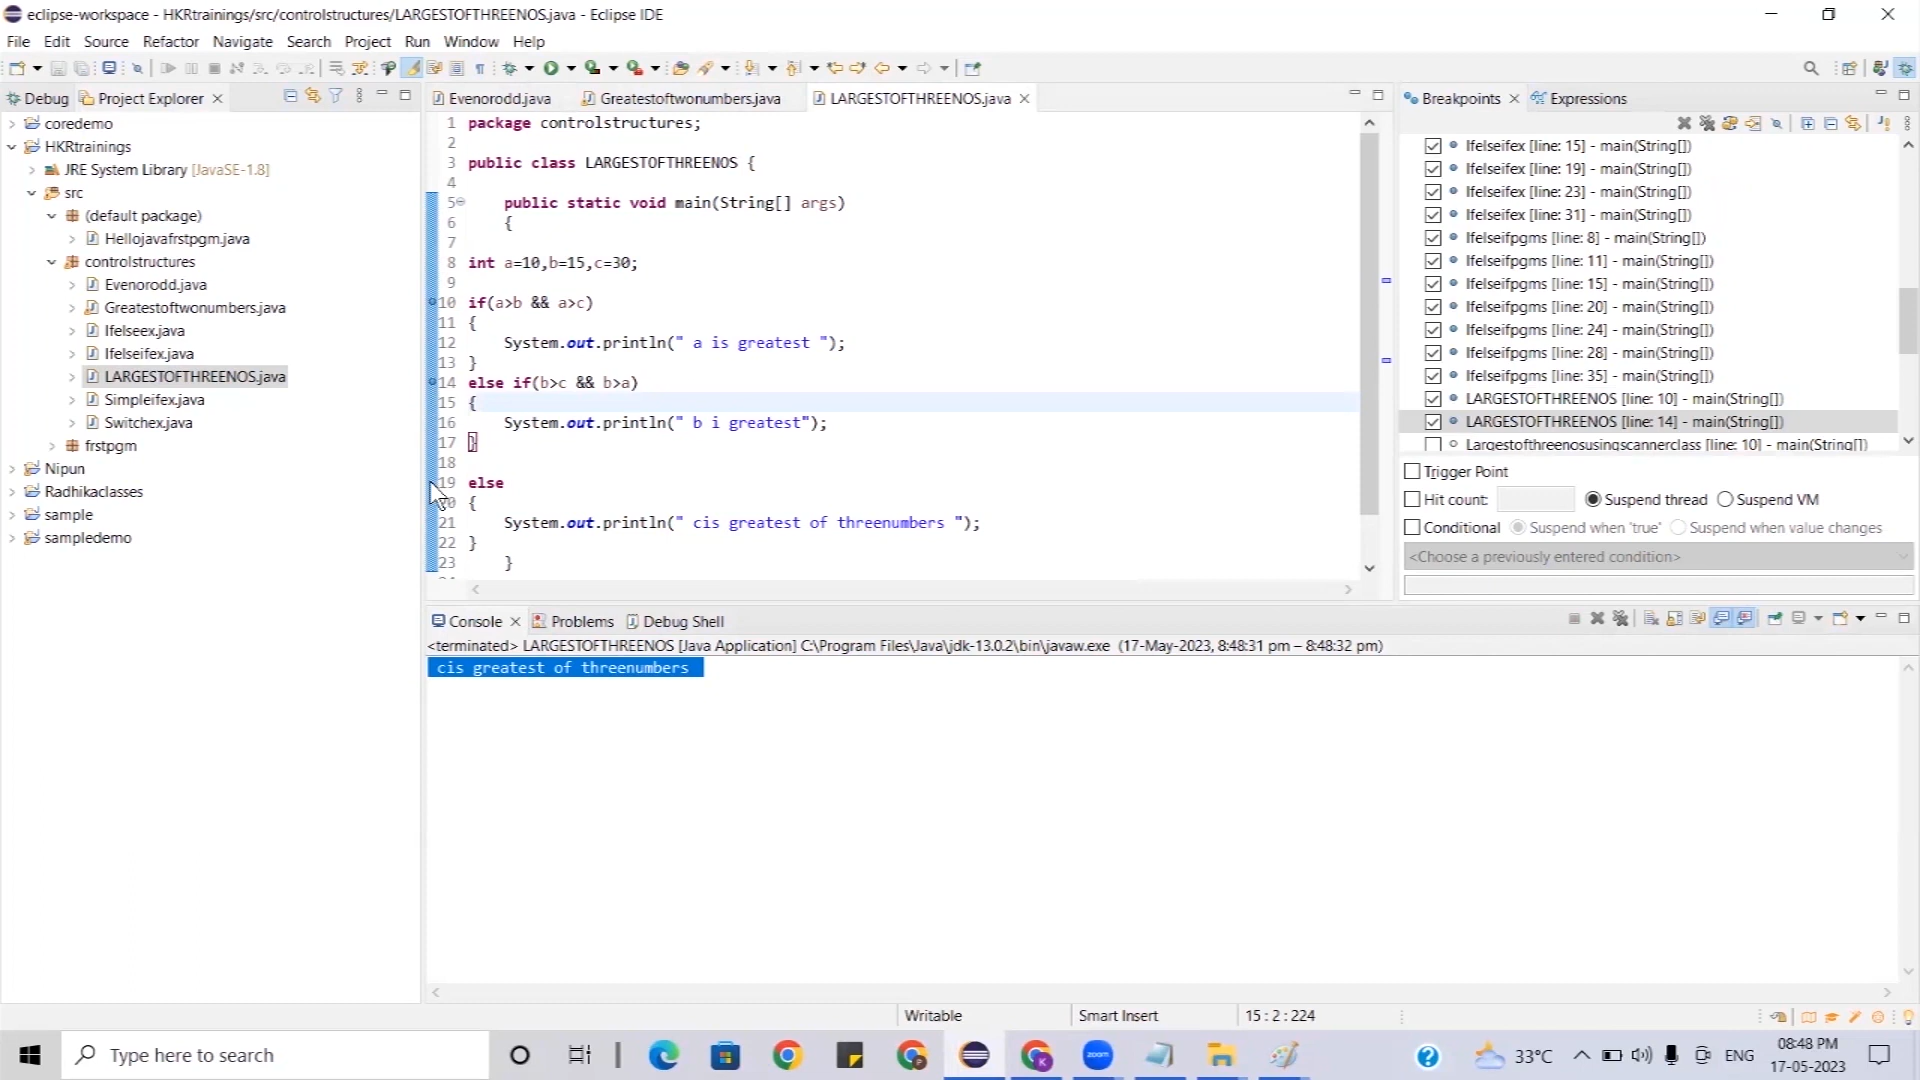 eclipse-workspace - HKRtrainings/src/controlstructures/LARGESTOFTHREENOS.java - Eclipse IDE
File Edit Source Refactor Navigate Search Project Run Window Help
Debug Project Explorer
coredemo
HKRtrainings
JRE System Library [JavaSE-1.8]
src
(default package)
Hellojavafrstpgm.java
controlstructures
Evenorodd.java
Greatestoftwonumbers.java
Ifelseex.java
Ifelseifex.java
LARGESTOFTHREENOS.java
Simpleifex.java
Switchex.java
frstpgm
Nipun
Radhikaclasses
sample
sampledemo
Evenorodd.java Greatestoftwonumbers.java LARGESTOFTHREENOS.java
1 package controlstructures;
2
3 public class LARGESTOFTHREENOS {
4
5 public static void main(String[] args)
6 {
7
8 int a=10,b=15,c=30;
9
10 if(a>b && a>c)
11 {
12 System.out.println(" a is greatest ");
13 }
14 else if(b>c && b>a)
15 {
16 System.out.println(" b i greatest");
17 }
18
19 else
20 {
21 System.out.println(" cis greatest of threenumbers ");
22 }
23 }
Breakpoints Expressions
Ifelseifex [line: 15] - main(String[])
Ifelseifex [line: 19] - main(String[])
Ifelseifex [line: 23] - main(String[])
Ifelseifex [line: 31] - main(String[])
Ifelseifpgms [line: 8] - main(String[])
Ifelseifpgms [line: 11] - main(String[])
Ifelseifpgms [line: 15] - main(String[])
Ifelseifpgms [line: 20] - main(String[])
Ifelseifpgms [line: 24] - main(String[])
Ifelseifpgms [line: 28] - main(String[])
Ifelseifpgms [line: 35] - main(String[])
LARGESTOFTHREENOS [line: 10] - main(String[])
LARGESTOFTHREENOS [line: 14] - main(String[])
Largestofthreenosusingscannerclass [line: 10] - main(String[])
Trigger Point
Hit count: Suspend thread Suspend VM
Conditional Suspend when 'true' Suspend when value changes
<Choose a previously entered condition>
Console Problems Debug Shell
<terminated> LARGESTOFTHREENOS [Java Application] C:\Program Files\Java\jdk-13.0.2\bin\javaw.exe (17-May-2023, 8:48:31 pm – 8:48:32 pm)
cis greatest of threenumbers
Writable Smart Insert 15 : 2 : 224
Type here to search
zoom
33°C ENG
08:48 PM
17-05-2023